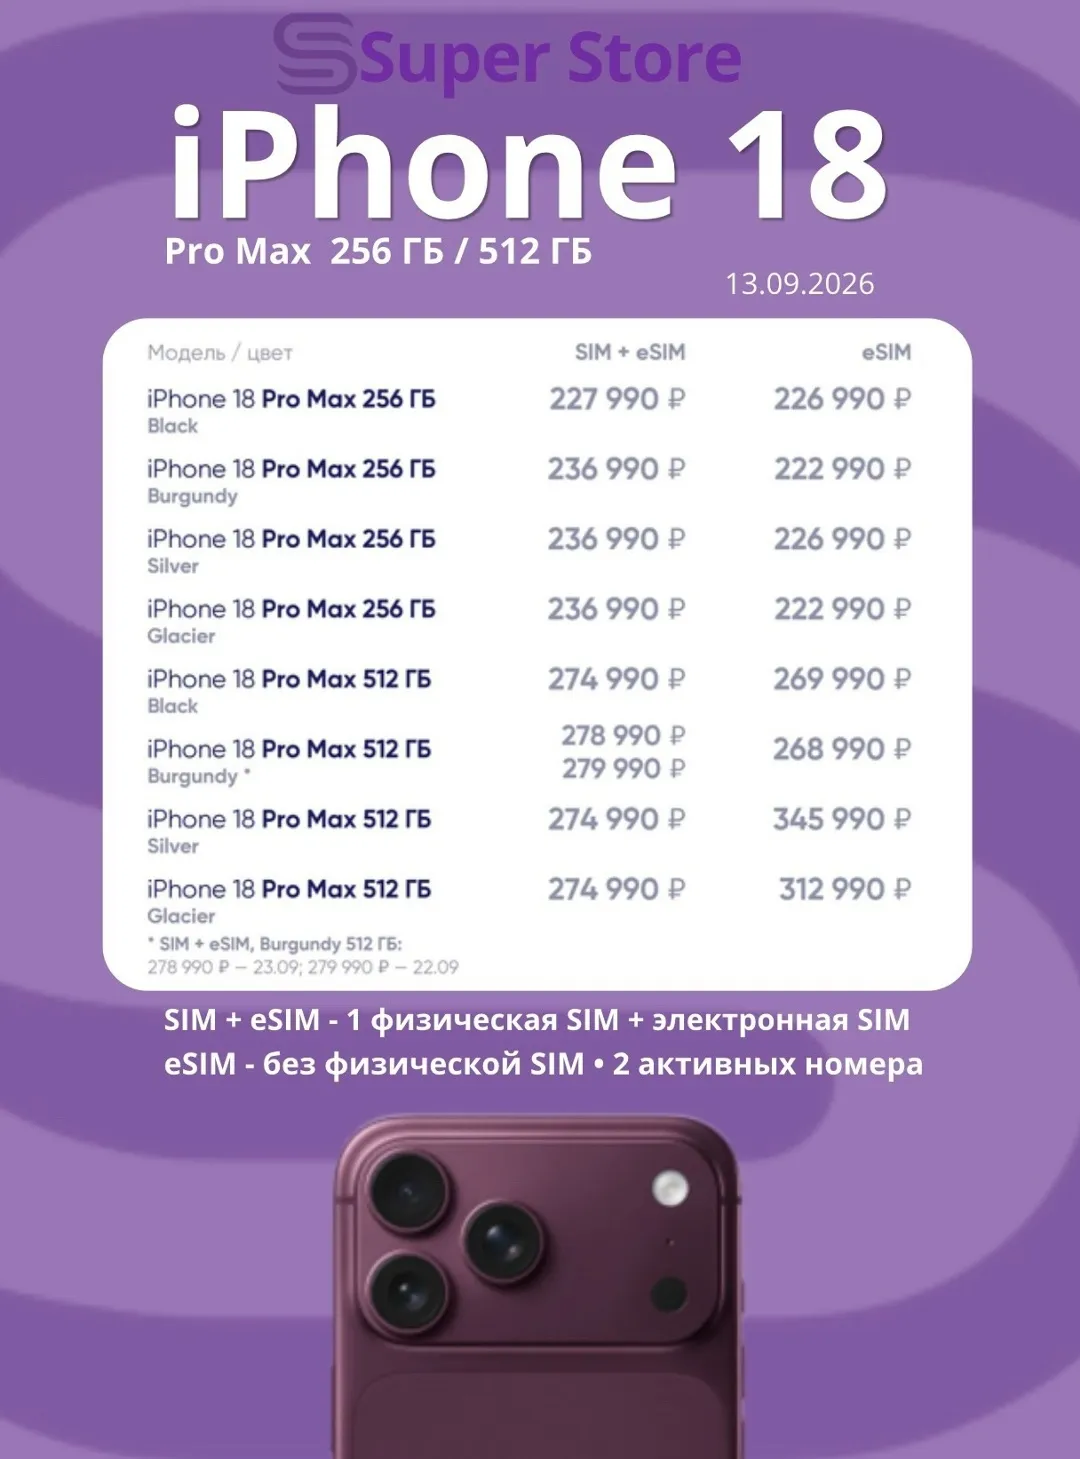 Super Store
iPhone 18
Pro Max 256 ГБ / 512 ГБ
13.09.2026
Модель / цвет SIM + eSIM eSIM
iPhone 18 Pro Max 256 ГБ 227 990 ₽ 226 990 ₽
Black
iPhone 18 Pro Max 256 ГБ 236 990 ₽ 222 990 ₽
Burgundy
iPhone 18 Pro Max 256 ГБ 236 990 ₽ 226 990 ₽
Silver
iPhone 18 Pro Max 256 ГБ 236 990 ₽ 222 990 ₽
Glacier
iPhone 18 Pro Max 512 ГБ 274 990 ₽ 269 990 ₽
Black
278 990 ₽
iPhone 18 Pro Max 512 ГБ 268 990 ₽
279 990 ₽
Burgundy *
iPhone 18 Pro Max 512 ГБ 274 990 ₽ 345 990 ₽
Silver
iPhone 18 Pro Max 512 ГБ 274 990 ₽ 312 990 ₽
Glacier
* SIM + eSIM, Burgundy 512 ГБ:
278 990 ₽ — 23.09; 279 990 ₽ — 22.09
SIM + eSIM - 1 физическая SIM + электронная SIM
eSIM - без физической SIM • 2 активных номера